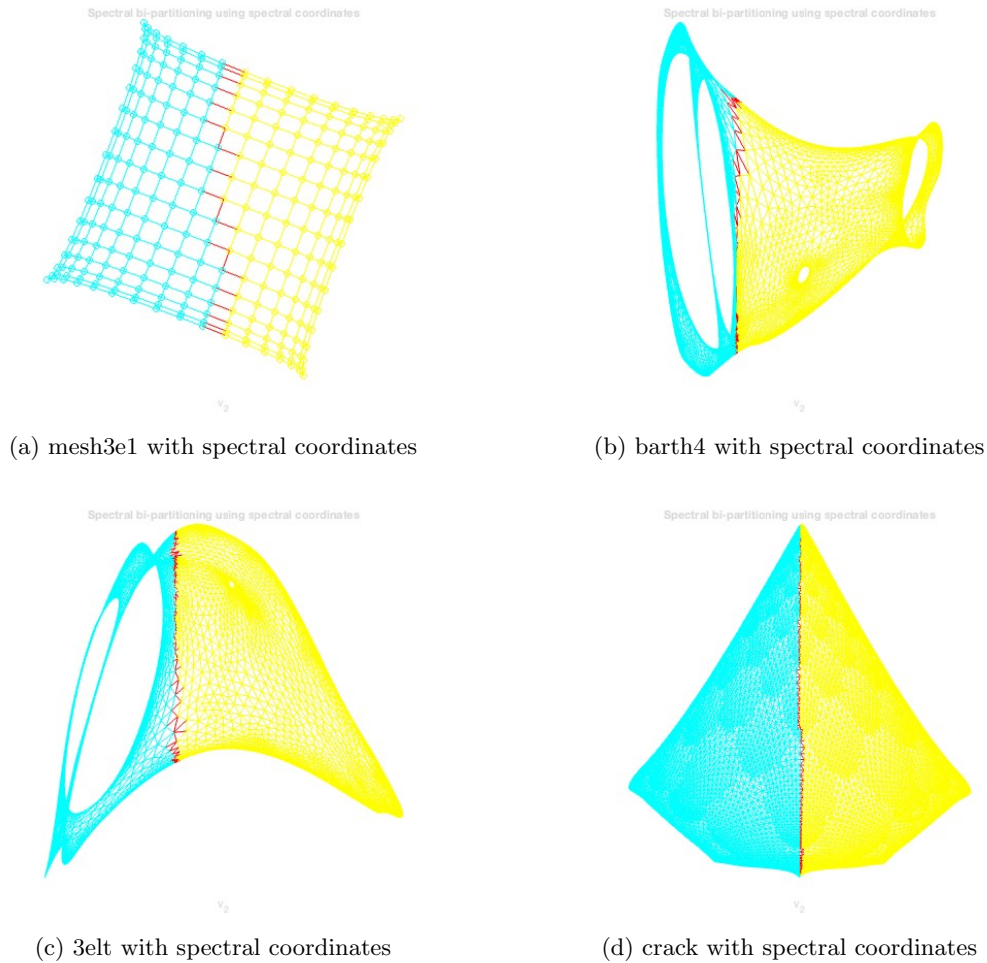 Spectral bi-partitioning using spectral coordinates
Spectral bi-partitioning using spectral coordinates
v₂
v₂
(a) mesh3e1 with spectral coordinates
(b) barth4 with spectral coordinates
Spectral bi-partitioning using spectral coordinates
Spectral bi-partitioning using spectral coordinates
v₂
v₂
(c) 3elt with spectral coordinates
(d) crack with spectral coordinates